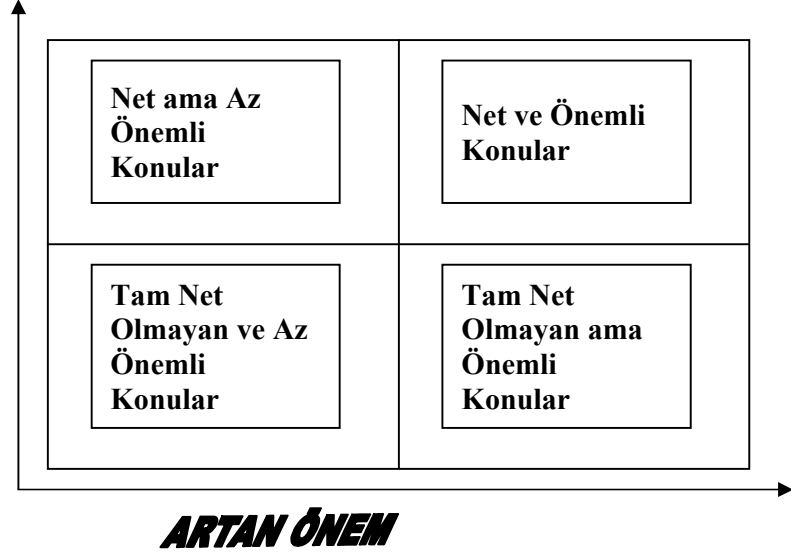 Net ama Az
Önemli
Konular
Net ve Önemli
Konular
Tam Net
Olmayan ve Az
Önemli
Konular
Tam Net
Olmayan ama
Önemli
Konular
ARTAN ÖNEM